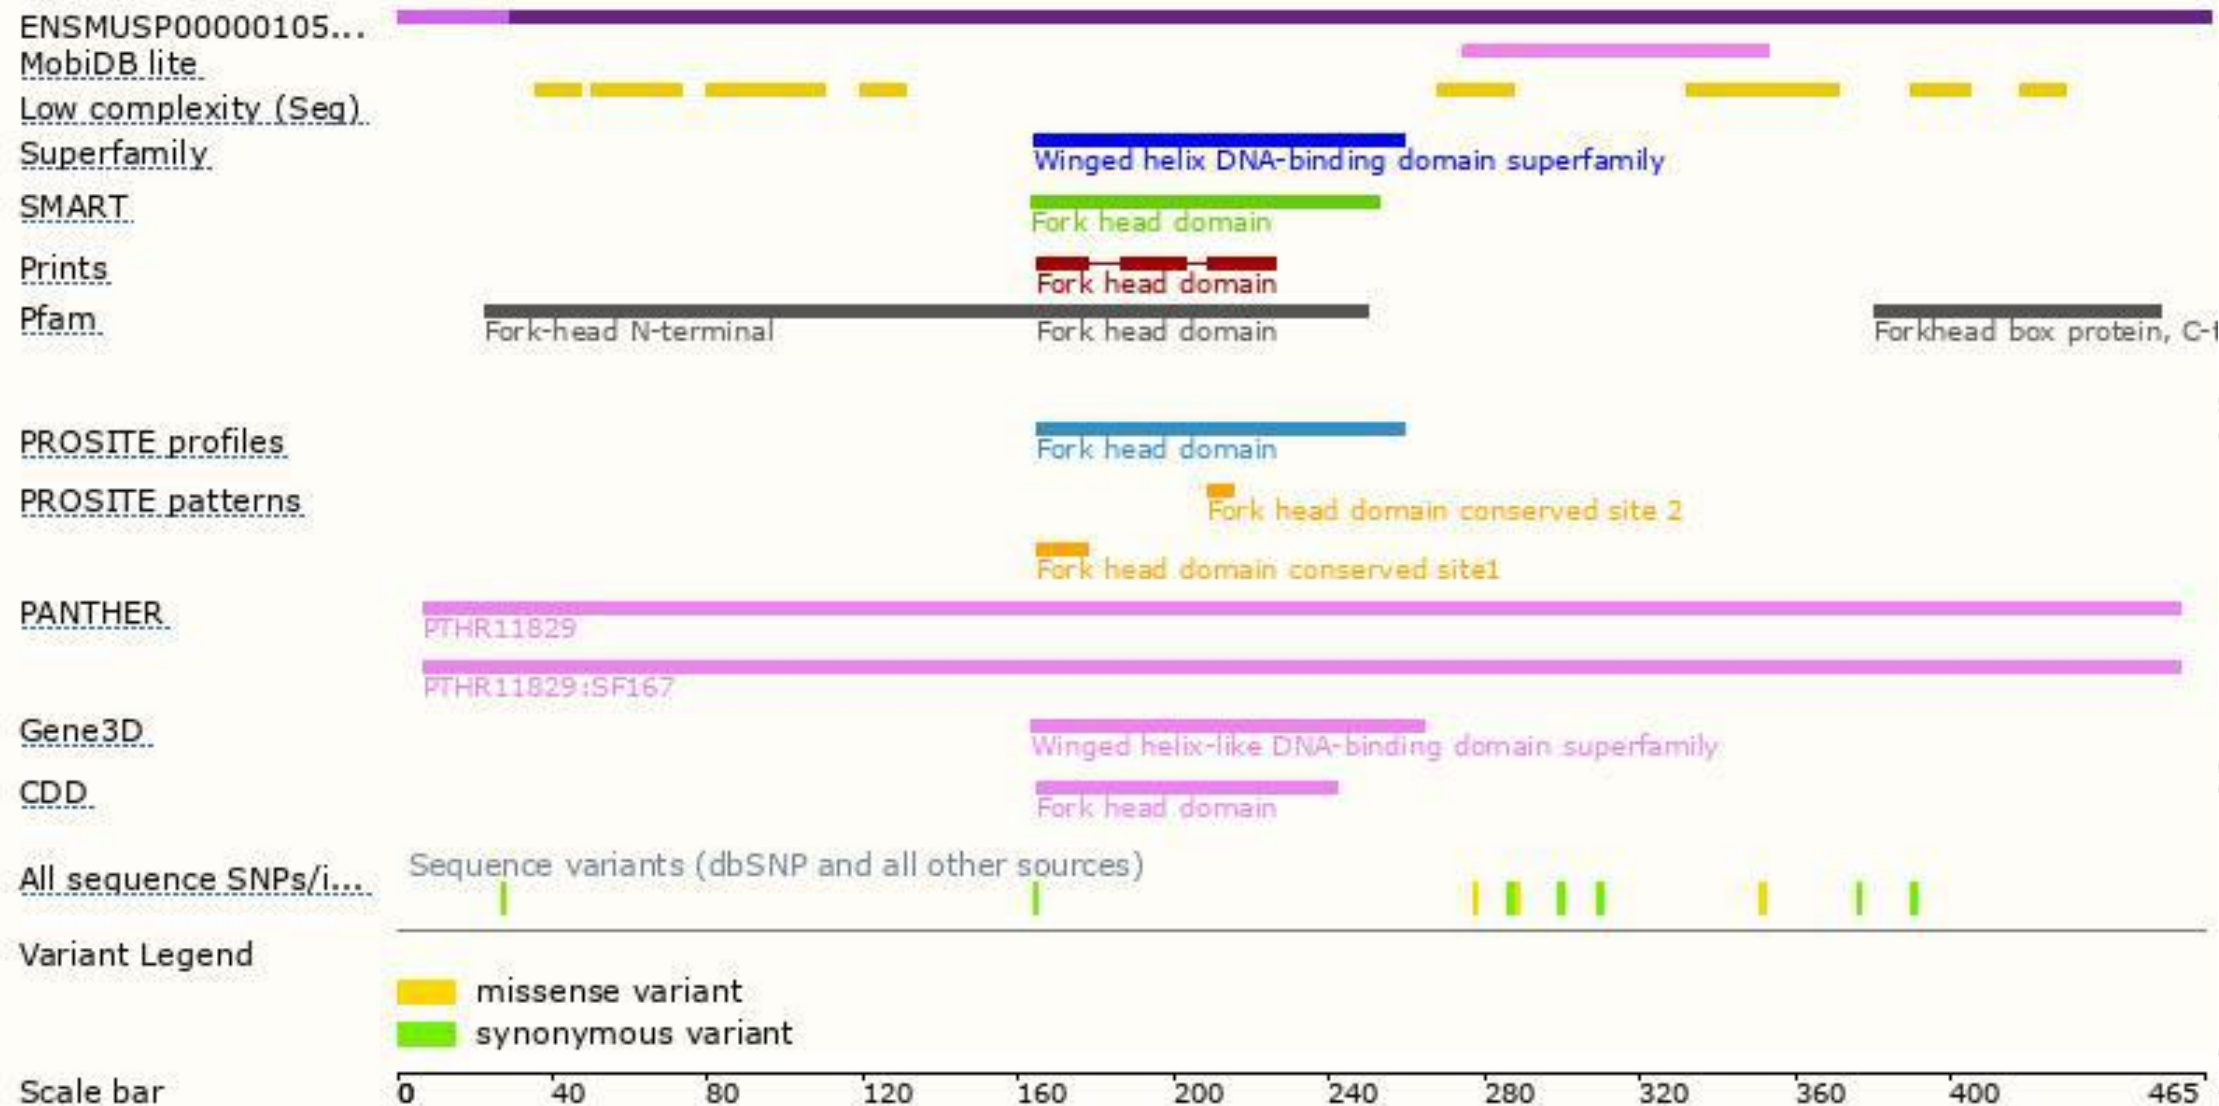 ENSMUSP00000105...
MobiDB lite
Low complexity (Seg)
Superfamily
Winged helix DNA-binding domain superfamily
SMART
Fork head domain
Prints
Fork head domain
Pfam
Fork-head N-terminal Fork head domain Forkhead box protein, C-t
PROSITE profiles
Fork head domain
PROSITE patterns
Fork head domain conserved site 2
Fork head domain conserved site1
PANTHER
PTHR11829
PTHR11829:SF167
Gene3D
Winged helix-like DNA-binding domain superfamily
CDD
Fork head domain
Sequence variants (dbSNP and all other sources)
All sequence SNPs/i...
Variant Legend
missense variant
synonymous variant
Scale bar 0 40 80 120 160 200 240 280 320 360 400 465